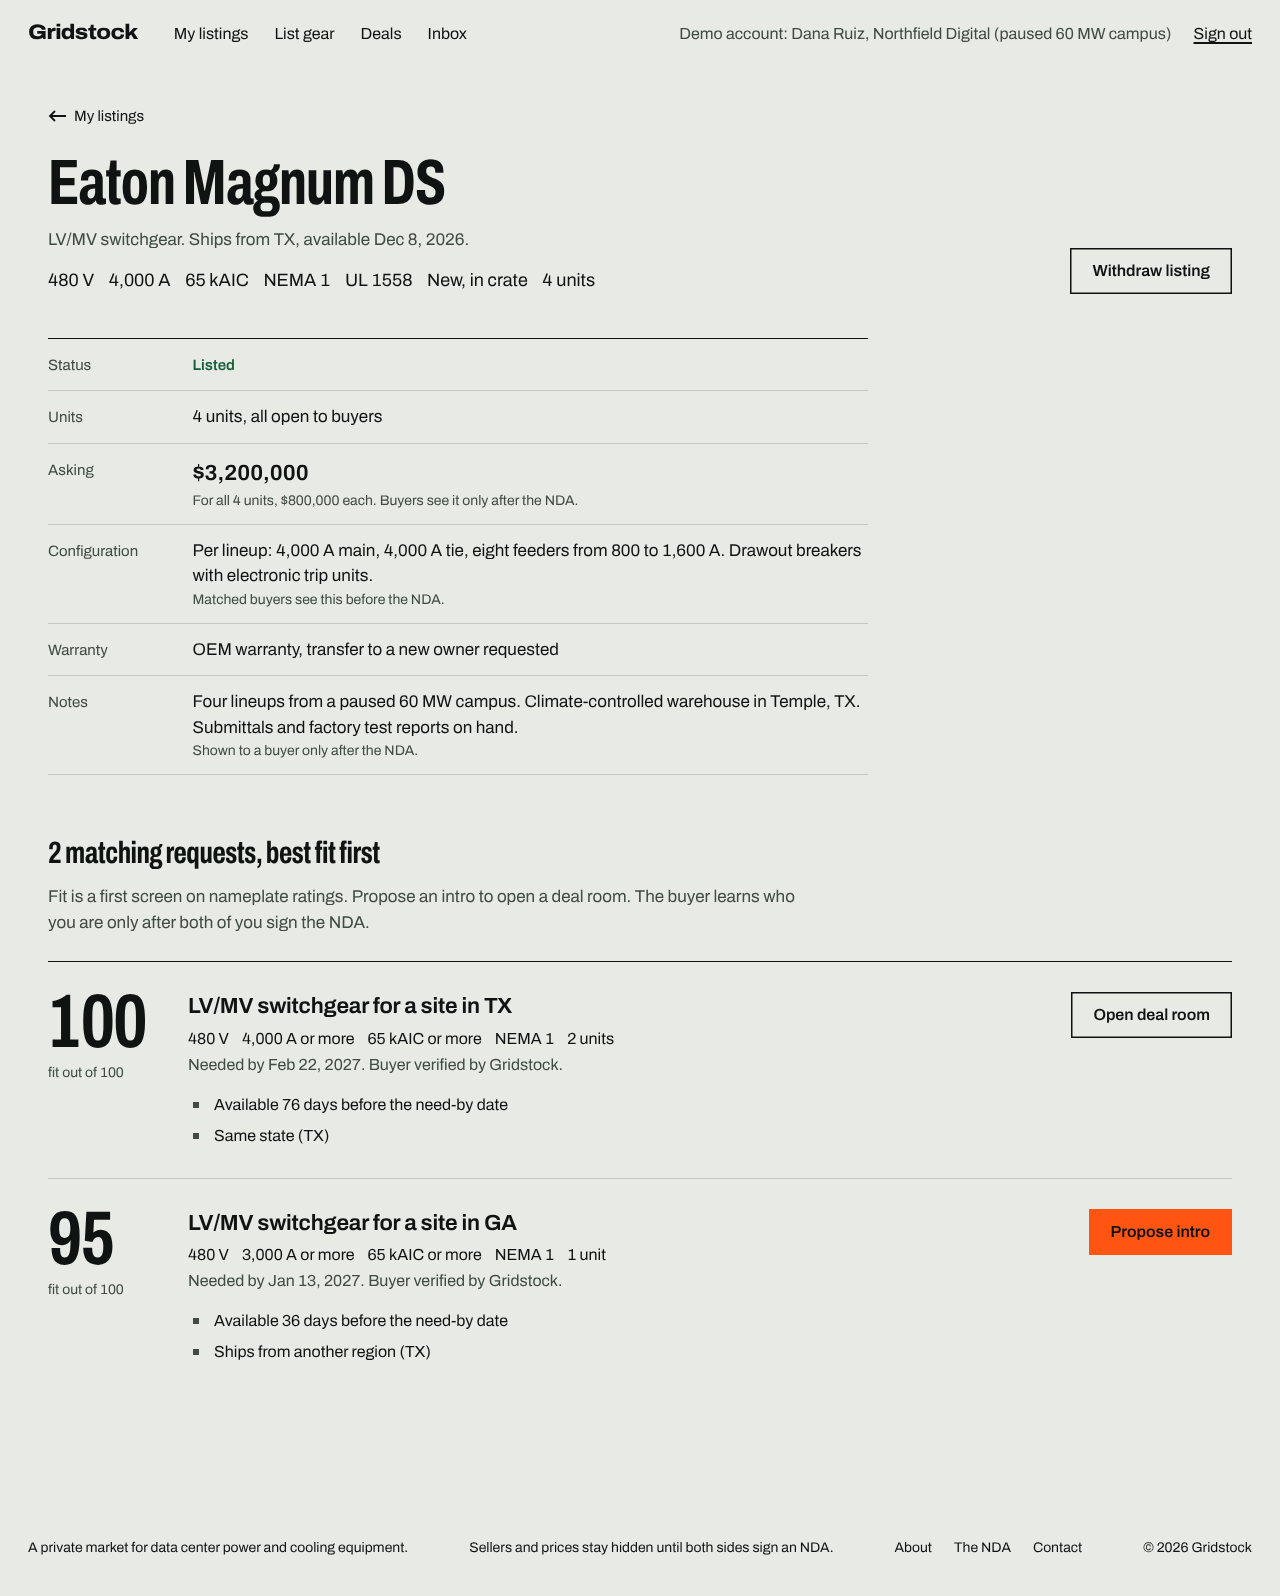 Gridstock My listings List gear Deals Inbox Demo account: Dana Ruiz, Northfield Digital (paused 60 MW campus) Sign out
← My listings
Eaton Magnum DS
LV/MV switchgear. Ships from TX, available Dec 8, 2026.
480 V 4,000 A 65 kAIC NEMA 1 UL 1558 New, in crate 4 units
Withdraw listing
Status Listed
Units 4 units, all open to buyers
Asking $3,200,000
For all 4 units, $800,000 each. Buyers see it only after the NDA.
Configuration Per lineup: 4,000 A main, 4,000 A tie, eight feeders from 800 to 1,600 A. Drawout breakers
with electronic trip units.
Matched buyers see this before the NDA.
Warranty OEM warranty, transfer to a new owner requested
Notes Four lineups from a paused 60 MW campus. Climate-controlled warehouse in Temple, TX.
Submittals and factory test reports on hand.
Shown to a buyer only after the NDA.
2 matching requests, best fit first
Fit is a first screen on nameplate ratings. Propose an intro to open a deal room. The buyer learns who
you are only after both of you sign the NDA.
100
fit out of 100
LV/MV switchgear for a site in TX
480 V 4,000 A or more 65 kAIC or more NEMA 1 2 units
Needed by Feb 22, 2027. Buyer verified by Gridstock.
Available 76 days before the need-by date
Same state (TX)
Open deal room
95
fit out of 100
LV/MV switchgear for a site in GA
480 V 3,000 A or more 65 kAIC or more NEMA 1 1 unit
Needed by Jan 13, 2027. Buyer verified by Gridstock.
Available 36 days before the need-by date
Ships from another region (TX)
Propose intro
A private market for data center power and cooling equipment. Sellers and prices stay hidden until both sides sign an NDA. About The NDA Contact © 2026 Gridstock